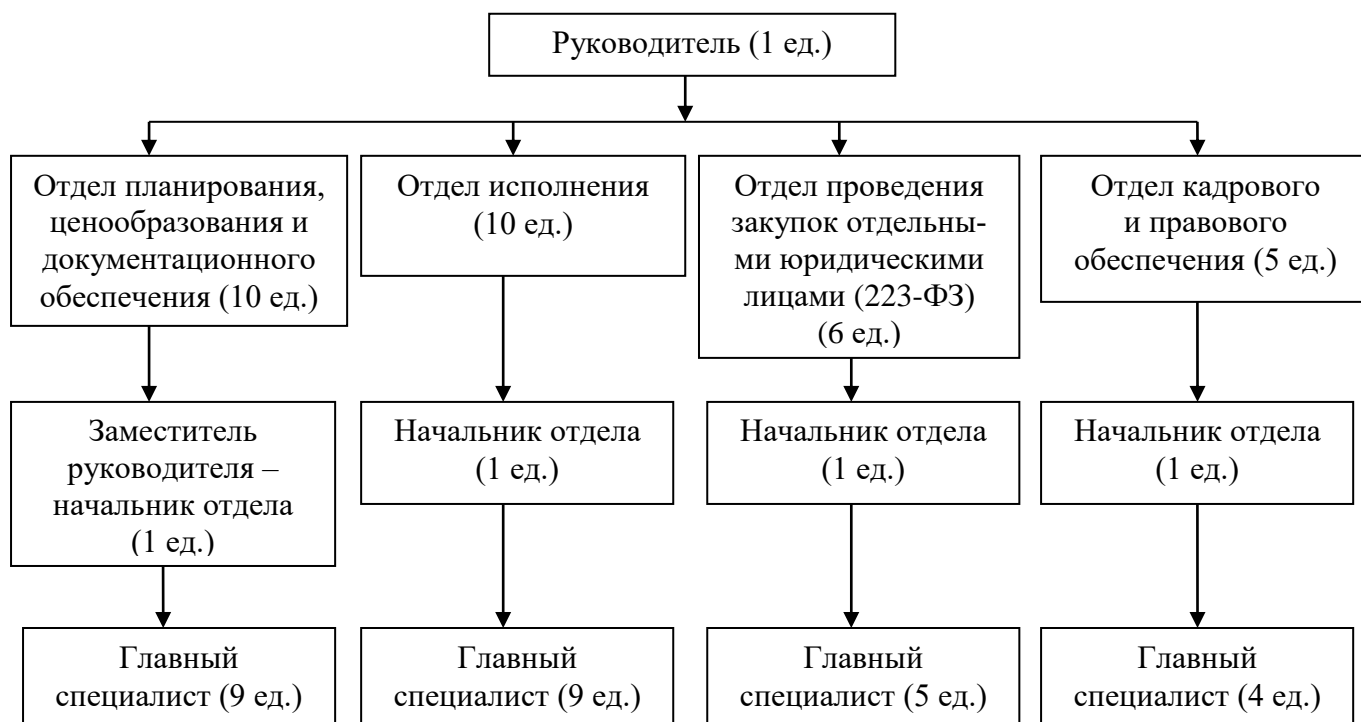 Руководитель (1 ед.)
Отдел планирования,
ценообразования и
документационного
обеспечения (10 ед.)
Отдел исполнения
(10 ед.)
Отдел проведения
закупок отдельны-
ми юридическими
лицами (223-ФЗ)
(6 ед.)
Отдел кадрового
и правового
обеспечения (5 ед.)
Заместитель
руководителя –
начальник отдела
(1 ед.)
Начальник отдела
(1 ед.)
Начальник отдела
(1 ед.)
Начальник отдела
(1 ед.)
Главный
специалист (9 ед.)
Главный
специалист (9 ед.)
Главный
специалист (5 ед.)
Главный
специалист (4 ед.)